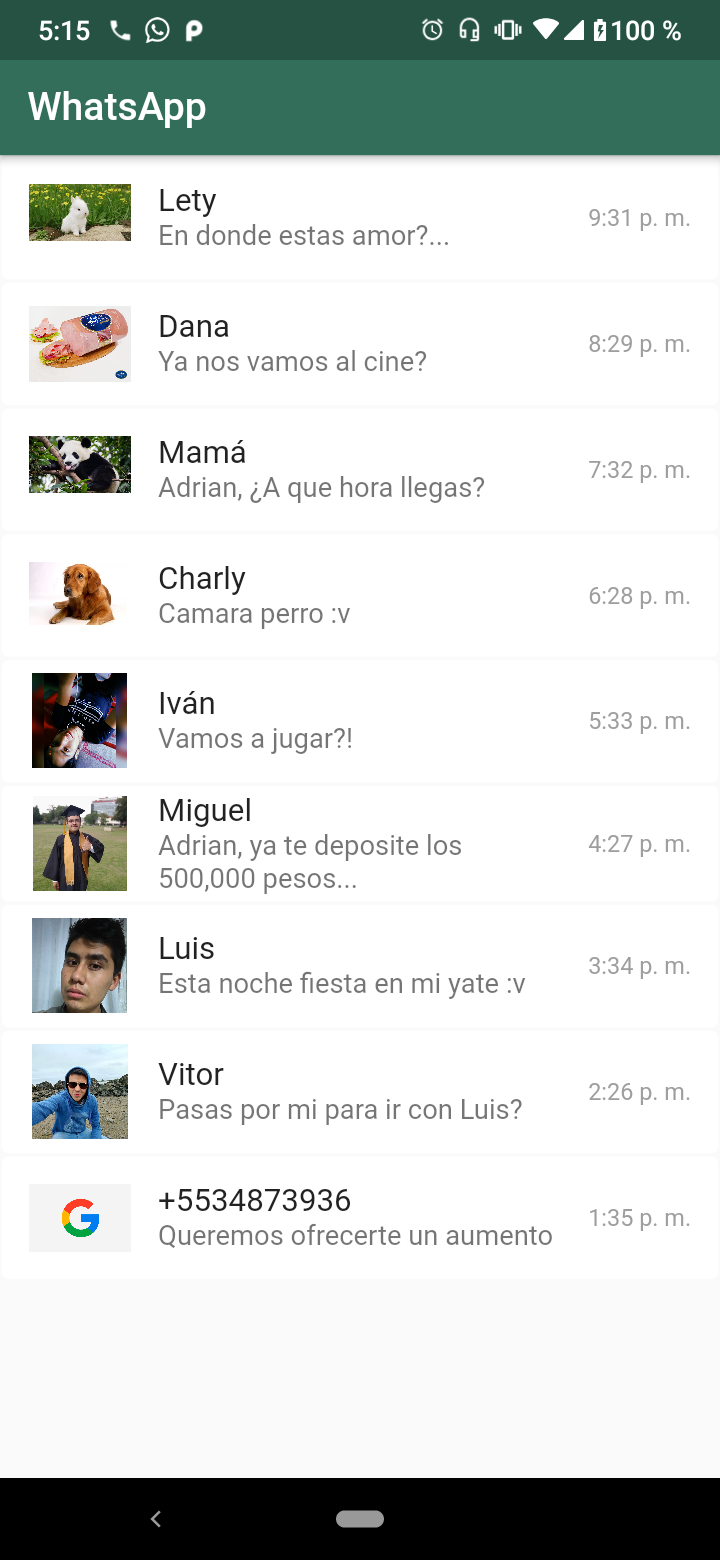 5:15 100 %
WhatsApp
Lety
En donde estas amor?... 9:31 p. m.
Dana
Ya nos vamos al cine? 8:29 p. m.
Mamá
Adrian, ¿A que hora llegas? 7:32 p. m.
Charly
Camara perro :v 6:28 p. m.
Iván
Vamos a jugar?! 5:33 p. m.
Miguel
Adrian, ya te deposite los 4:27 p. m.
500,000 pesos...
Luis
Esta noche fiesta en mi yate :v 3:34 p. m.
Vitor
Pasas por mi para ir con Luis? 2:26 p. m.
+5534873936
Queremos ofrecerte un aumento 1:35 p. m.